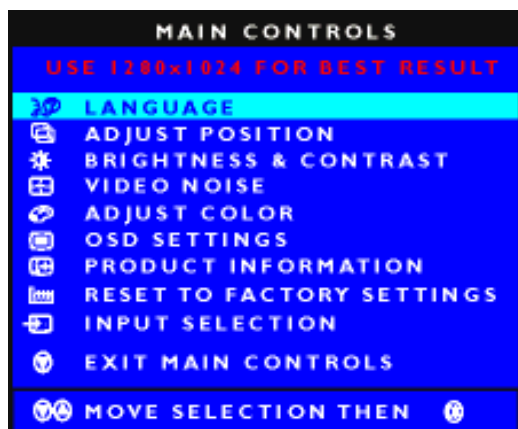 MAIN CONTROLS
USE 1280x1024 FOR BEST RESULT
LANGUAGE
ADJUST POSITION
BRIGHTNESS & CONTRAST
VIDEO NOISE
ADJUST COLOR
OSD SETTINGS
PRODUCT INFORMATION
RESET TO FACTORY SETTINGS
INPUT SELECTION
EXIT MAIN CONTROLS
MOVE SELECTION THEN